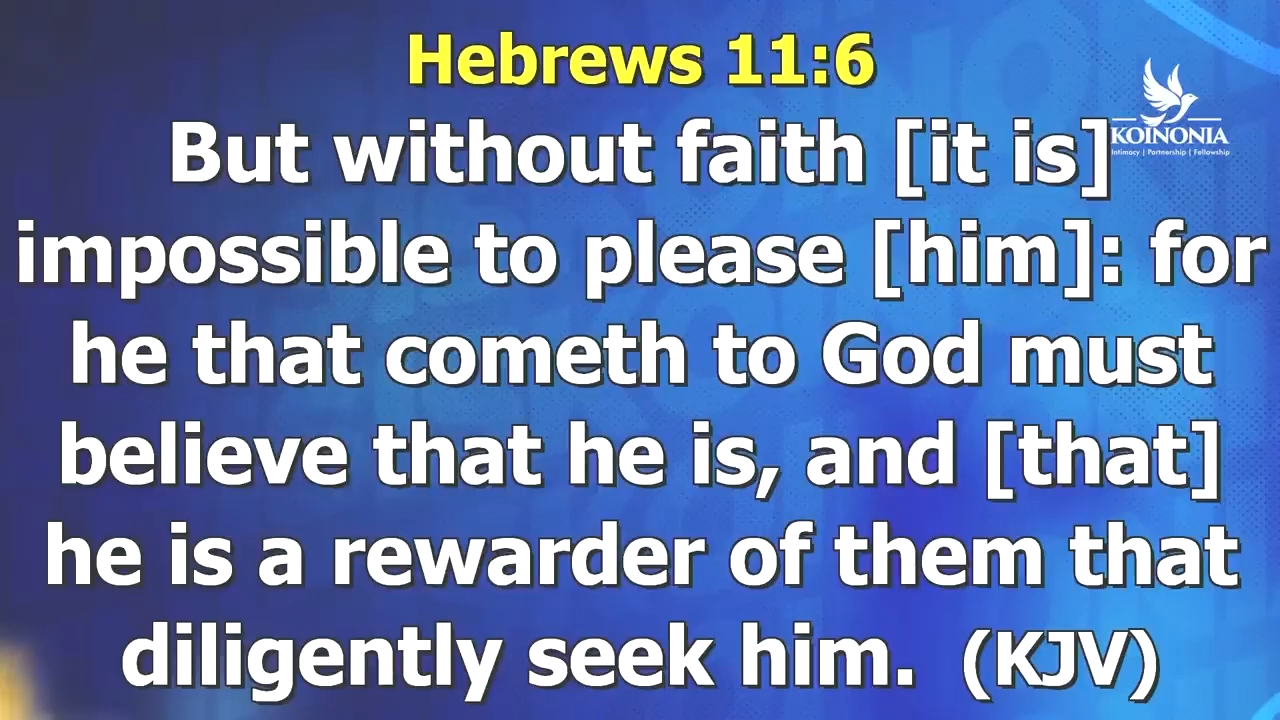 Hebrews 11:6
But without faith [it is]
KOINONIA
Intimacy | Partnership | Fellowship
impossible to please [him]: for
he that cometh to God must
believe that he is, and [that]
he is a rewarder of them that
diligently seek him. (KJV)